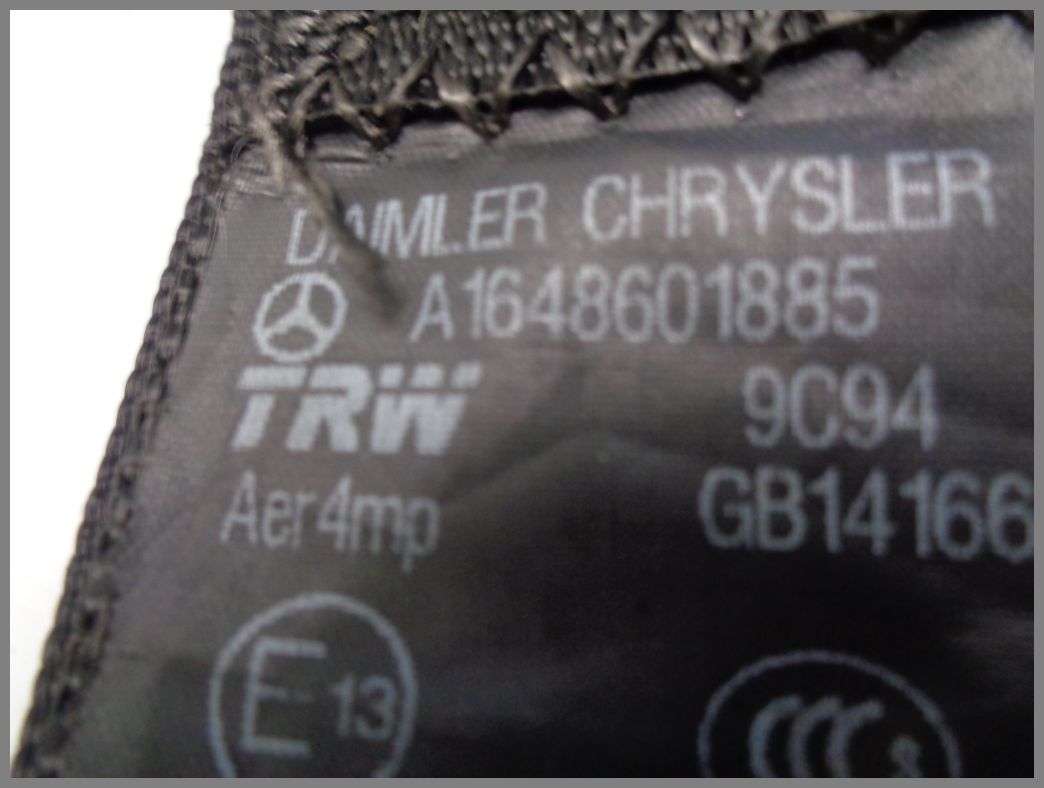 DAIMLER CHRYSLER
A1648601885
TRW 9C94
Aer4mp GB14166
E13 CCC S